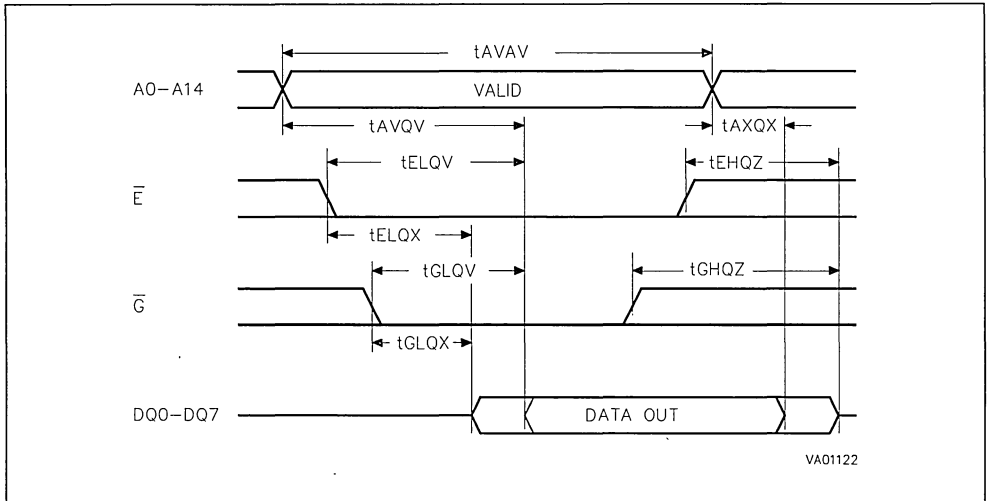 tAVAV
A0-A14
VALID
tAVQV
tAXQX
tELQV
tEHQZ
E
tELQX
tGLQV
tGHQZ
G
tGLQX
DQ0-DQ7
DATA OUT
VA01122